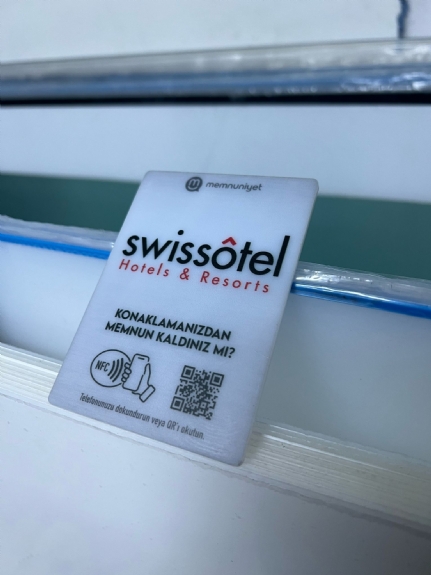 memnuniyet
swissôtel
Hotels & Resorts
KONAKLAMANIZDAN
MEMNUN KALDINIZ MI?
NFC
Telefonunuzu dokundurun veya QR'ı okutun.